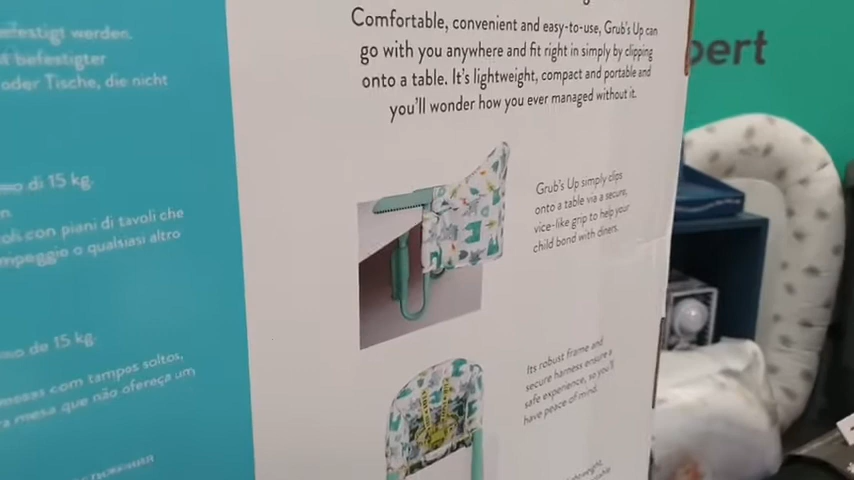 befestigt werden.
befestigt werder
oder Tische, die nicht
di 15 kg.
con piani di tavoli che
campeggio o qualsiasi altro
de 15 kg.
mesas com tampos soltos
mesa que não ofereça um
Comfortable, convenient and easy-to-use, Grub's Up can
go with you anywhere and fit right in simply by clipping
onto a table. It's lightweight, compact and portable and
you'll wonder how you ever managed without it.
Grub's Up simply clips
onto a table via a secure,
vice-like grip to help your
child bond with diners.
Its robust frame and
secure harness ensure a
safe experience, so you'll
have peace of mind.
pert